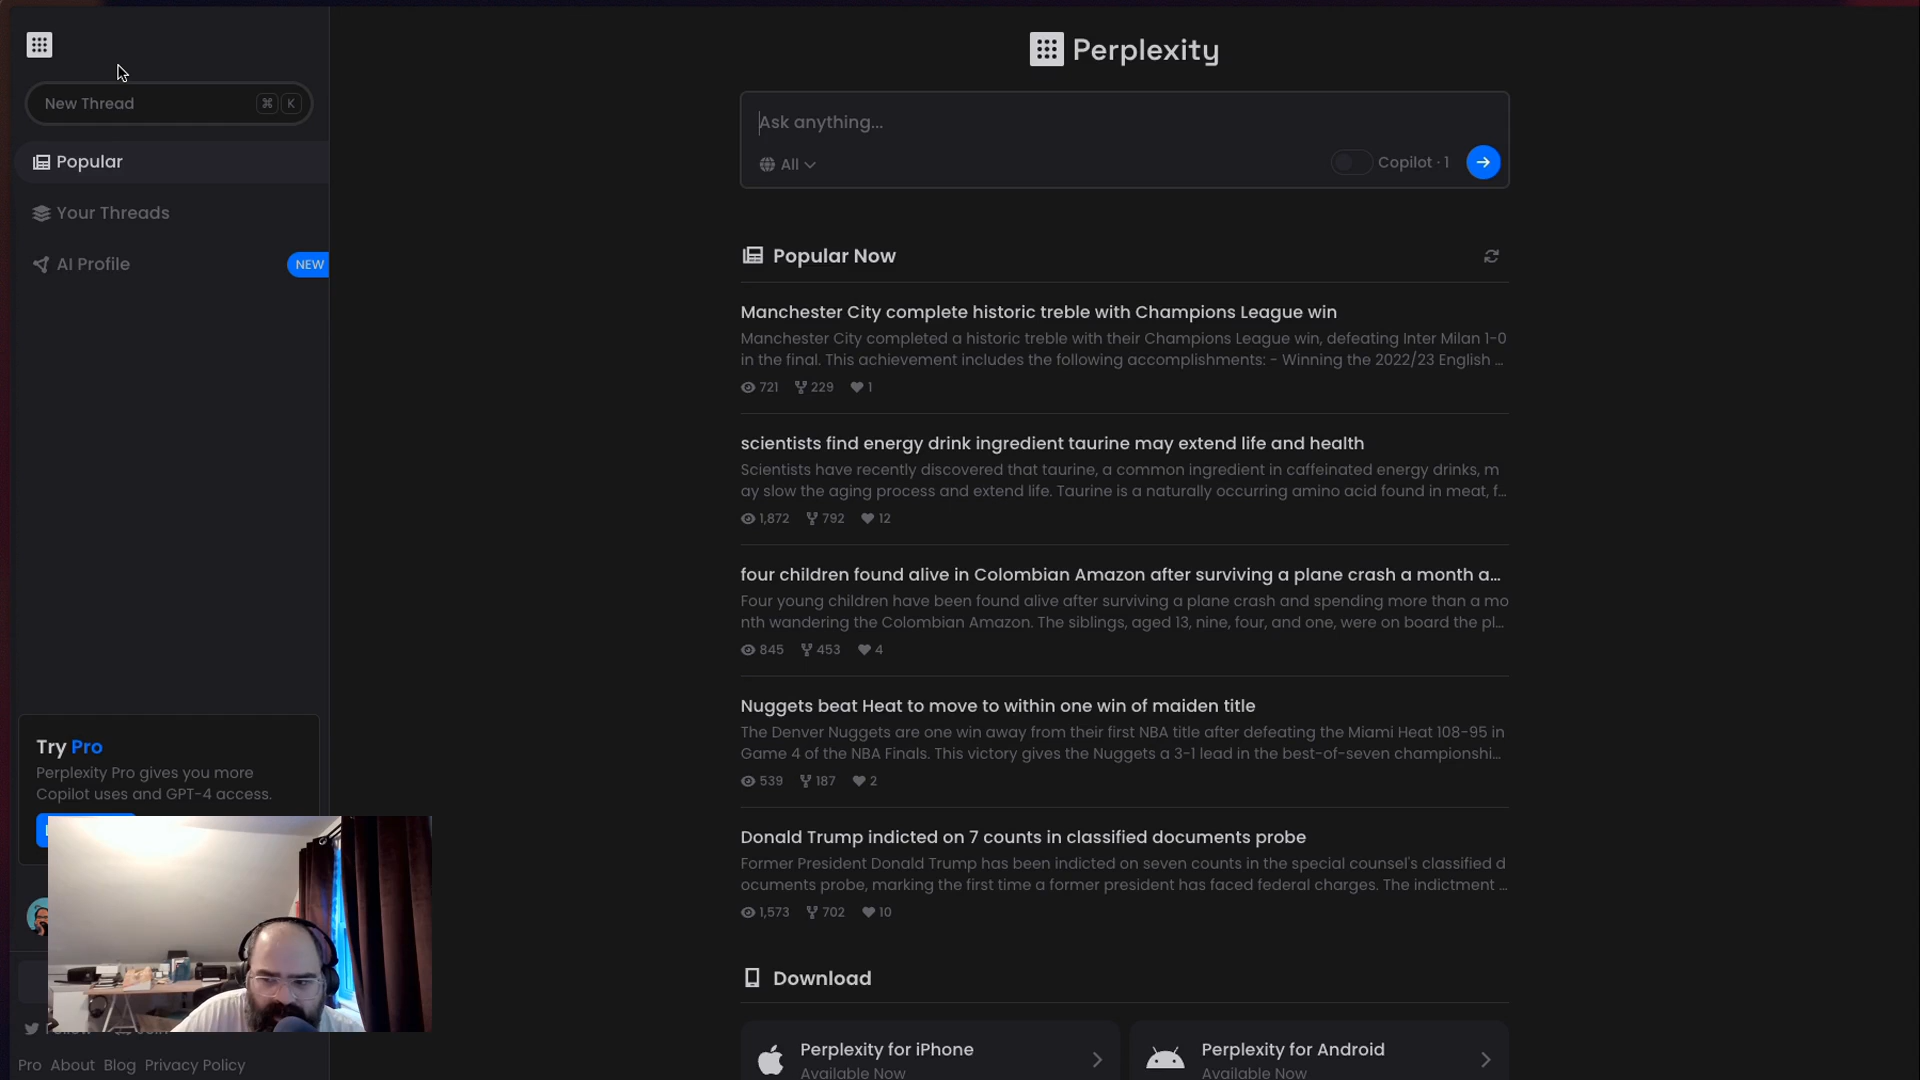 New Thread
⌘ K
Popular
Your Threads
AI Profile
NEW
Try Pro
Perplexity Pro gives you more
Copilot uses and GPT-4 access.
Pro About Blog Privacy Policy
Perplexity
Ask anything...
All
Copilot · 1
Popular Now
Manchester City complete historic treble with Champions League win
Manchester City completed a historic treble with their Champions League win, defeating Inter Milan 1-0
in the final. This achievement includes the following accomplishments: - Winning the 2022/23 English ...
721 229 1
scientists find energy drink ingredient taurine may extend life and health
Scientists have recently discovered that taurine, a common ingredient in caffeinated energy drinks, m
ay slow the aging process and extend life. Taurine is a naturally occurring amino acid found in meat, f...
1,872 792 12
four children found alive in Colombian Amazon after surviving a plane crash a month a...
Four young children have been found alive after surviving a plane crash and spending more than a mo
nth wandering the Colombian Amazon. The siblings, aged 13, nine, four, and one, were on board the pl...
845 453 4
Nuggets beat Heat to move to within one win of maiden title
The Denver Nuggets are one win away from their first NBA title after defeating the Miami Heat 108-95 in
Game 4 of the NBA Finals. This victory gives the Nuggets a 3-1 lead in the best-of-seven championshi...
539 187 2
Donald Trump indicted on 7 counts in classified documents probe
Former President Donald Trump has been indicted on seven counts in the special counsel's classified d
ocuments probe, marking the first time a former president has faced federal charges. The indictment ...
1,573 702 10
Download
Perplexity for iPhone
Available Now
Perplexity for Android
Available Now